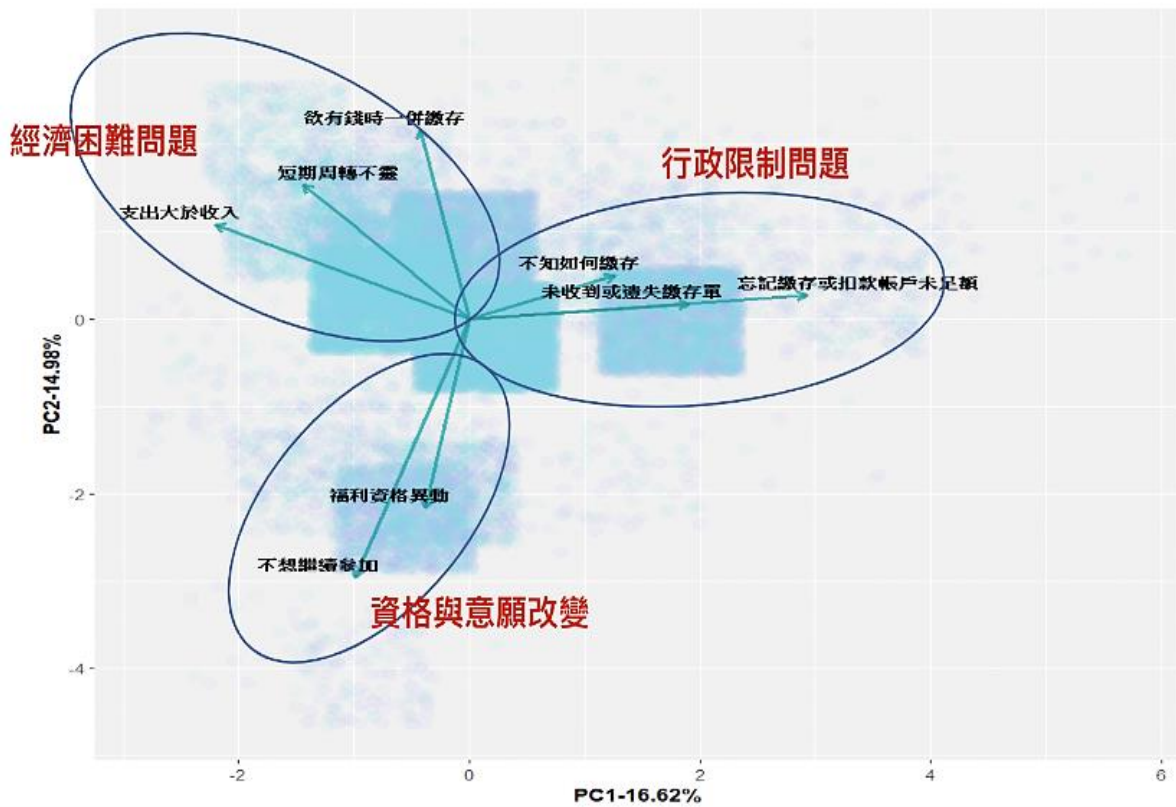 欲有錢時一併繳存
經濟困難問題
行政限制問題
短期周轉不靈
支出大於收入
不知如何繳存
忘記繳存或扣款帳戶未足額
未收到或遺失繳存單
0
PC2-14.98%
-2
福利資格異動
不想繼續參加
資格與意願改變
-4
-2
0
2
4
6
PC1-16.62%